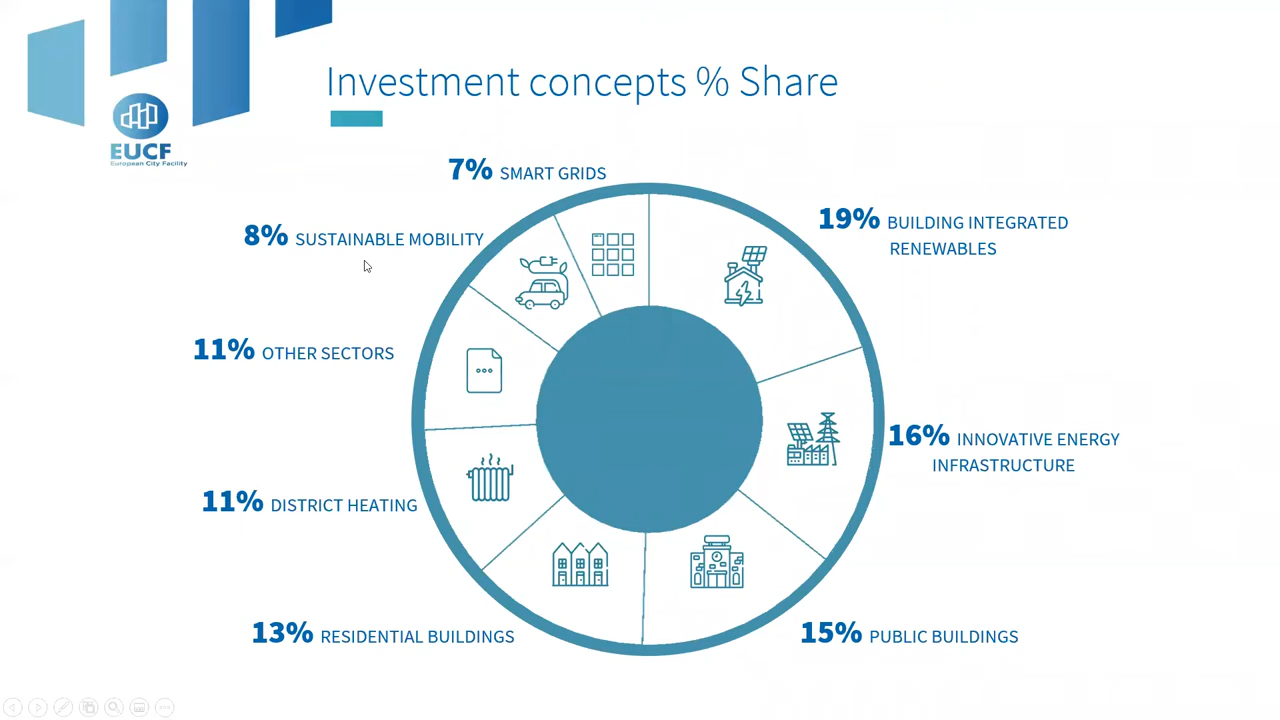 Investment concepts % Share
EUCF
European City Facility
7% SMART GRIDS
19% BUILDING INTEGRATED
RENEWABLES
8% SUSTAINABLE MOBILITY
11% OTHER SECTORS
16% INNOVATIVE ENERGY
INFRASTRUCTURE
11% DISTRICT HEATING
13% RESIDENTIAL BUILDINGS
15% PUBLIC BUILDINGS